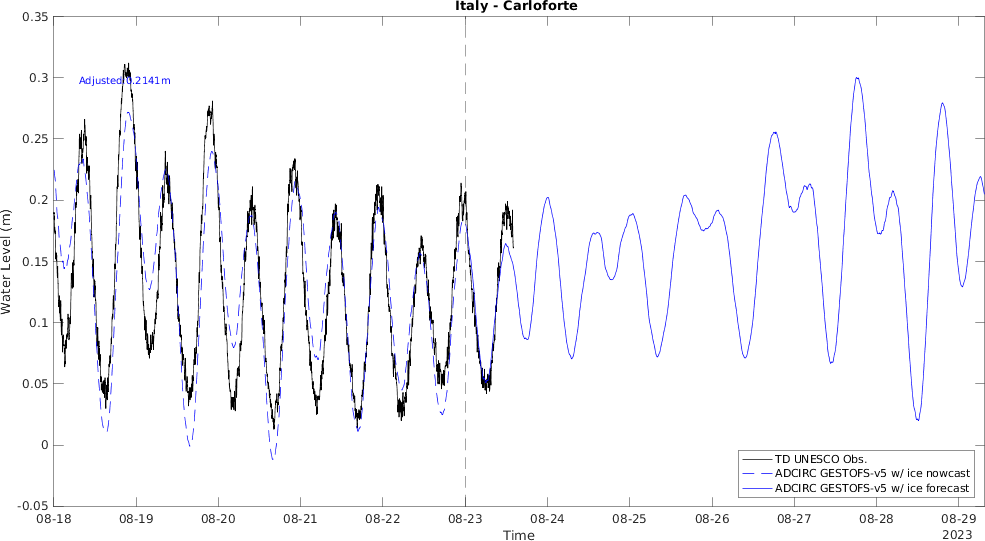 Italy - Carloforte
0.35
0.3
0.25
0.2
0.15
0.1
0.05
0
-0.05
Water Level (m)
Adjusted 0.2141m
TD UNESCO Obs.
ADCIRC GESTOFS-v5 w/ ice nowcast
ADCIRC GESTOFS-v5 w/ ice forecast
08-18 08-19 08-20 08-21 08-22 08-23 08-24 08-25 08-26 08-27 08-28 08-29
Time
2023